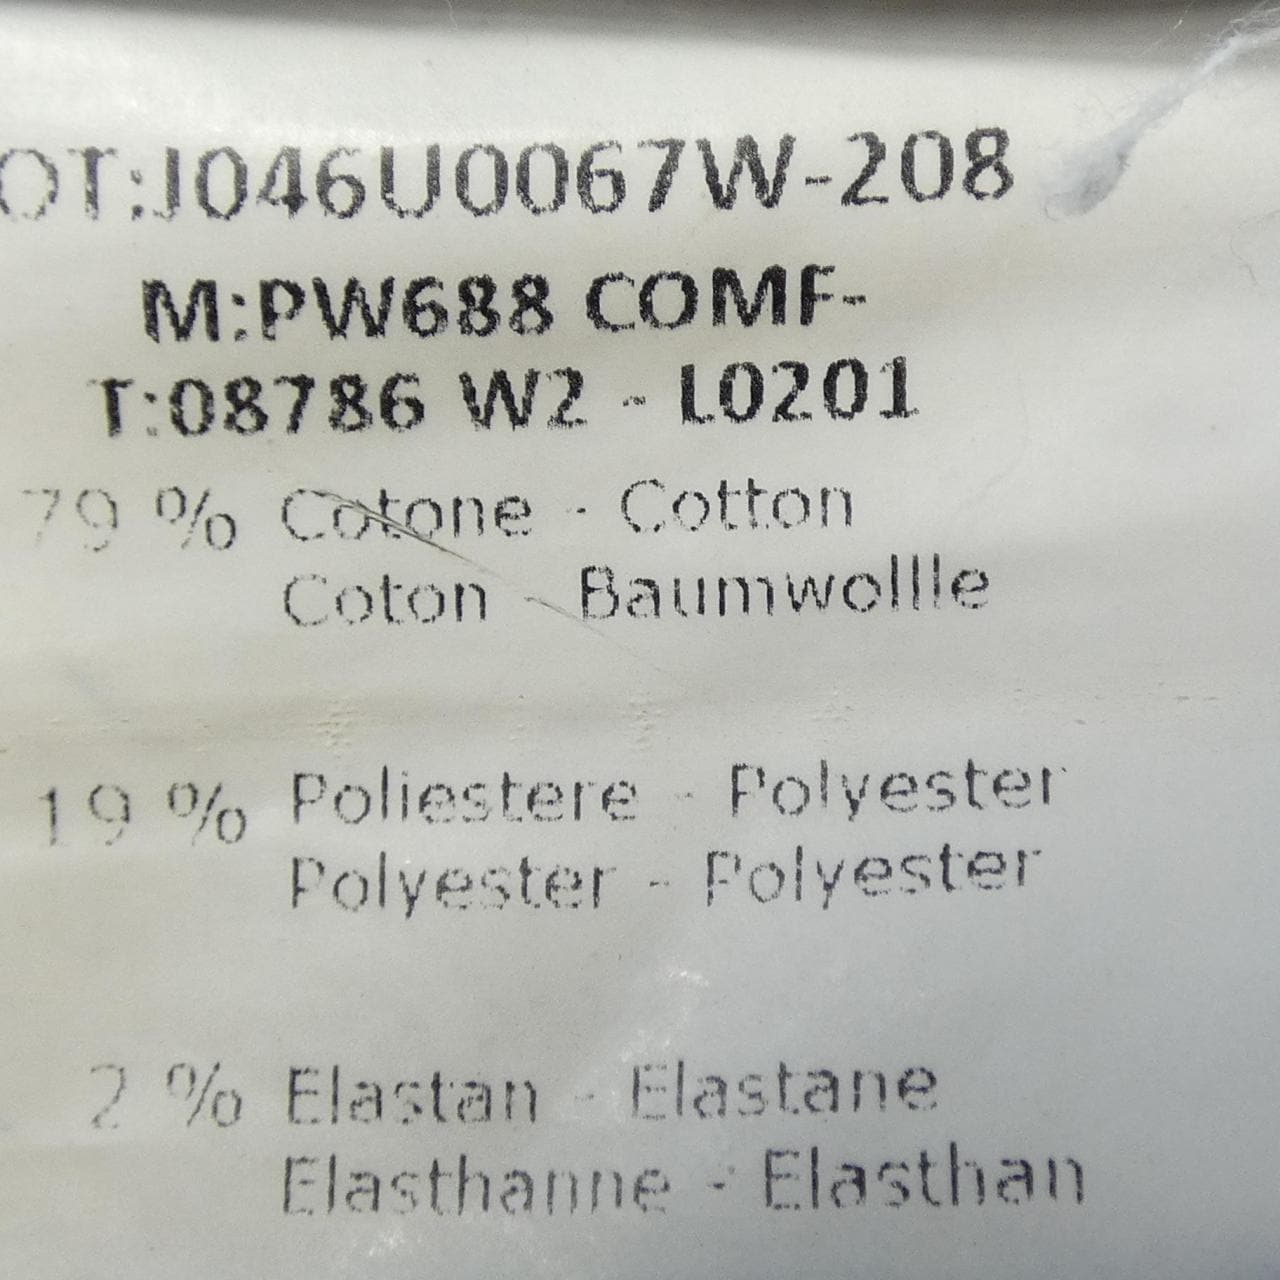 OT:J046U0067W-208
M:PW688 COMF-
T:08786 W2 - L0201
79 % Cotone - Cotton
Coton - Baumwollle
19 % Poliestere - Polyester
Polyester - Polyester
2 % Elastan - Elastane
Elasthanne - Elasthan